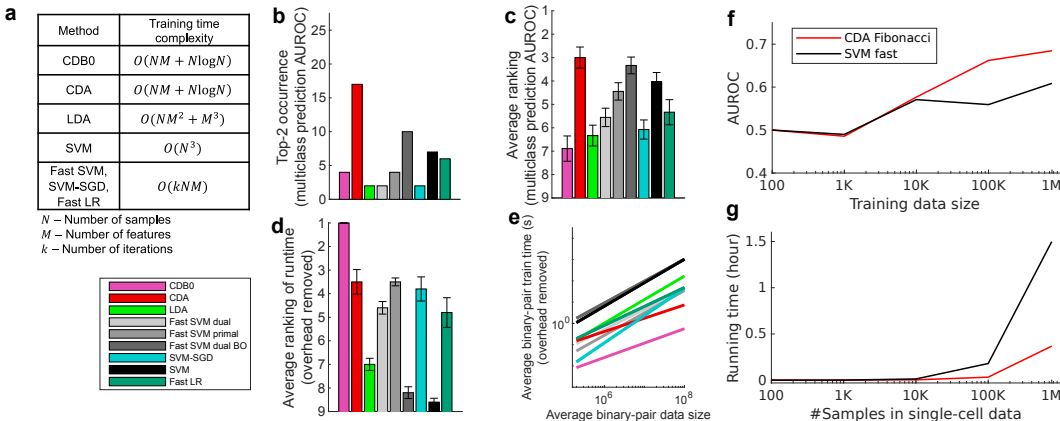 a
Method
Training time complexity
CDB0
O(NM + NlogN)
CDA
O(NM + NlogN)
LDA
O(NM² + M³)
SVM
O(N³)
Fast SVM,
SVM-SGD,
Fast LR
O(kNM)
N – Number of samples
M – Number of features
k – Number of iterations
CDB0
CDA
LDA
Fast SVM dual
Fast SVM primal
Fast SVM dual BO
SVM-SGD
SVM
Fast LR
b
Top-2 occurrence
(multiclass prediction AUROC)
25
20
15
10
5
0
c
Average ranking
(multiclass prediction AUROC)
1
2
3
4
5
6
7
8
9
d
Average ranking of runtime
(overhead removed)
1
2
3
4
5
6
7
8
9
e
Average binary-pair train time (s)
(overhead removed)
10⁰
10⁶
10⁸
Average binary-pair data size
f
CDA Fibonacci
SVM fast
AUROC
0.7
0.6
0.5
0.4
100
1K
10K
100K
1M
Training data size
g
Running time (hour)
1.5
1
0.5
0
100
1K
10K
100K
1M
#Samples in single-cell data